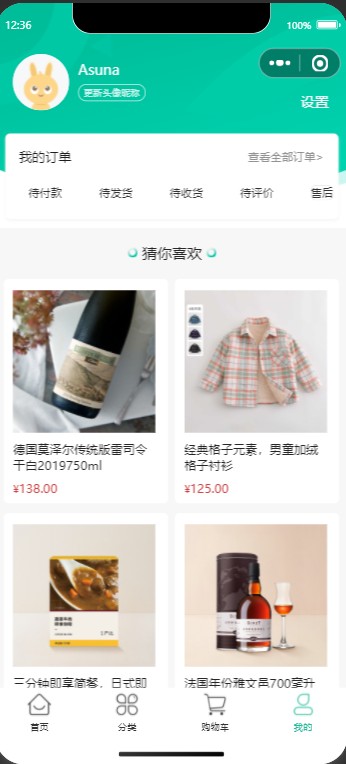 12:36
100%
Asuna
更新头像昵称
设置
我的订单
查看全部订单>
待付款
待发货
待收货
待评价
售后
猜你喜欢
德国莫泽尔传统版雷司令
干白2019750ml
¥138.00
经典格子元素，男童加绒
格子衬衫
¥125.00
三分钟即享简餐，日式即
法国年份雅文邑700毫升
首页
分类
购物车
我的